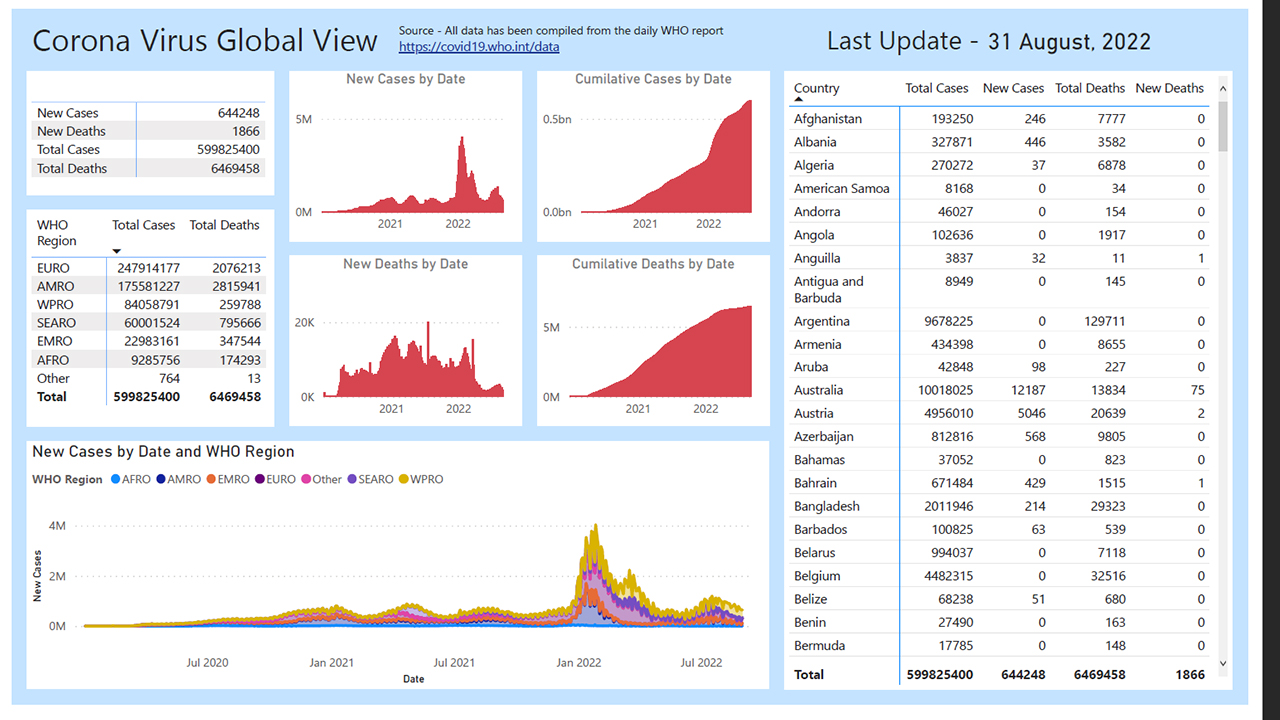 Corona Virus Global View
Source - All data has been compiled from the daily WHO report
https://covid19.who.int/data
Last Update - 31 August, 2022
New Cases 644248
New Deaths 1866
Total Cases 599825400
Total Deaths 6469458
WHO Region Total Cases Total Deaths
EURO 247914177 2076213
AMRO 175581227 2815941
WPRO 84058791 259788
SEARO 60001524 795666
EMRO 22983161 347544
AFRO 9285756 174293
Other 764 13
Total 599825400 6469458
New Cases by Date
5M
0M
2021 2022
Cumilative Cases by Date
0.5bn
0.0bn
2021 2022
New Deaths by Date
20K
0K
2021 2022
Cumilative Deaths by Date
5M
0M
2021 2022
New Cases by Date and WHO Region
WHO Region AFRO AMRO EMRO EURO Other SEARO WPRO
New Cases
4M
2M
0M
Jul 2020 Jan 2021 Jul 2021 Jan 2022 Jul 2022
Date
Country Total Cases New Cases Total Deaths New Deaths
Afghanistan 193250 246 7777 0
Albania 327871 446 3582 0
Algeria 270272 37 6878 0
American Samoa 8168 0 34 0
Andorra 46027 0 154 0
Angola 102636 0 1917 0
Anguilla 3837 32 11 1
Antigua and 8949 0 145 0
Barbuda
Argentina 9678225 0 129711 0
Armenia 434398 0 8655 0
Aruba 42848 98 227 0
Australia 10018025 12187 13834 75
Austria 4956010 5046 20639 2
Azerbaijan 812816 568 9805 0
Bahamas 37052 0 823 0
Bahrain 671484 429 1515 1
Bangladesh 2011946 214 29323 0
Barbados 100825 63 539 0
Belarus 994037 0 7118 0
Belgium 4482315 0 32516 0
Belize 68238 51 680 0
Benin 27490 0 163 0
Bermuda 17785 0 148 0
Total 599825400 644248 6469458 1866